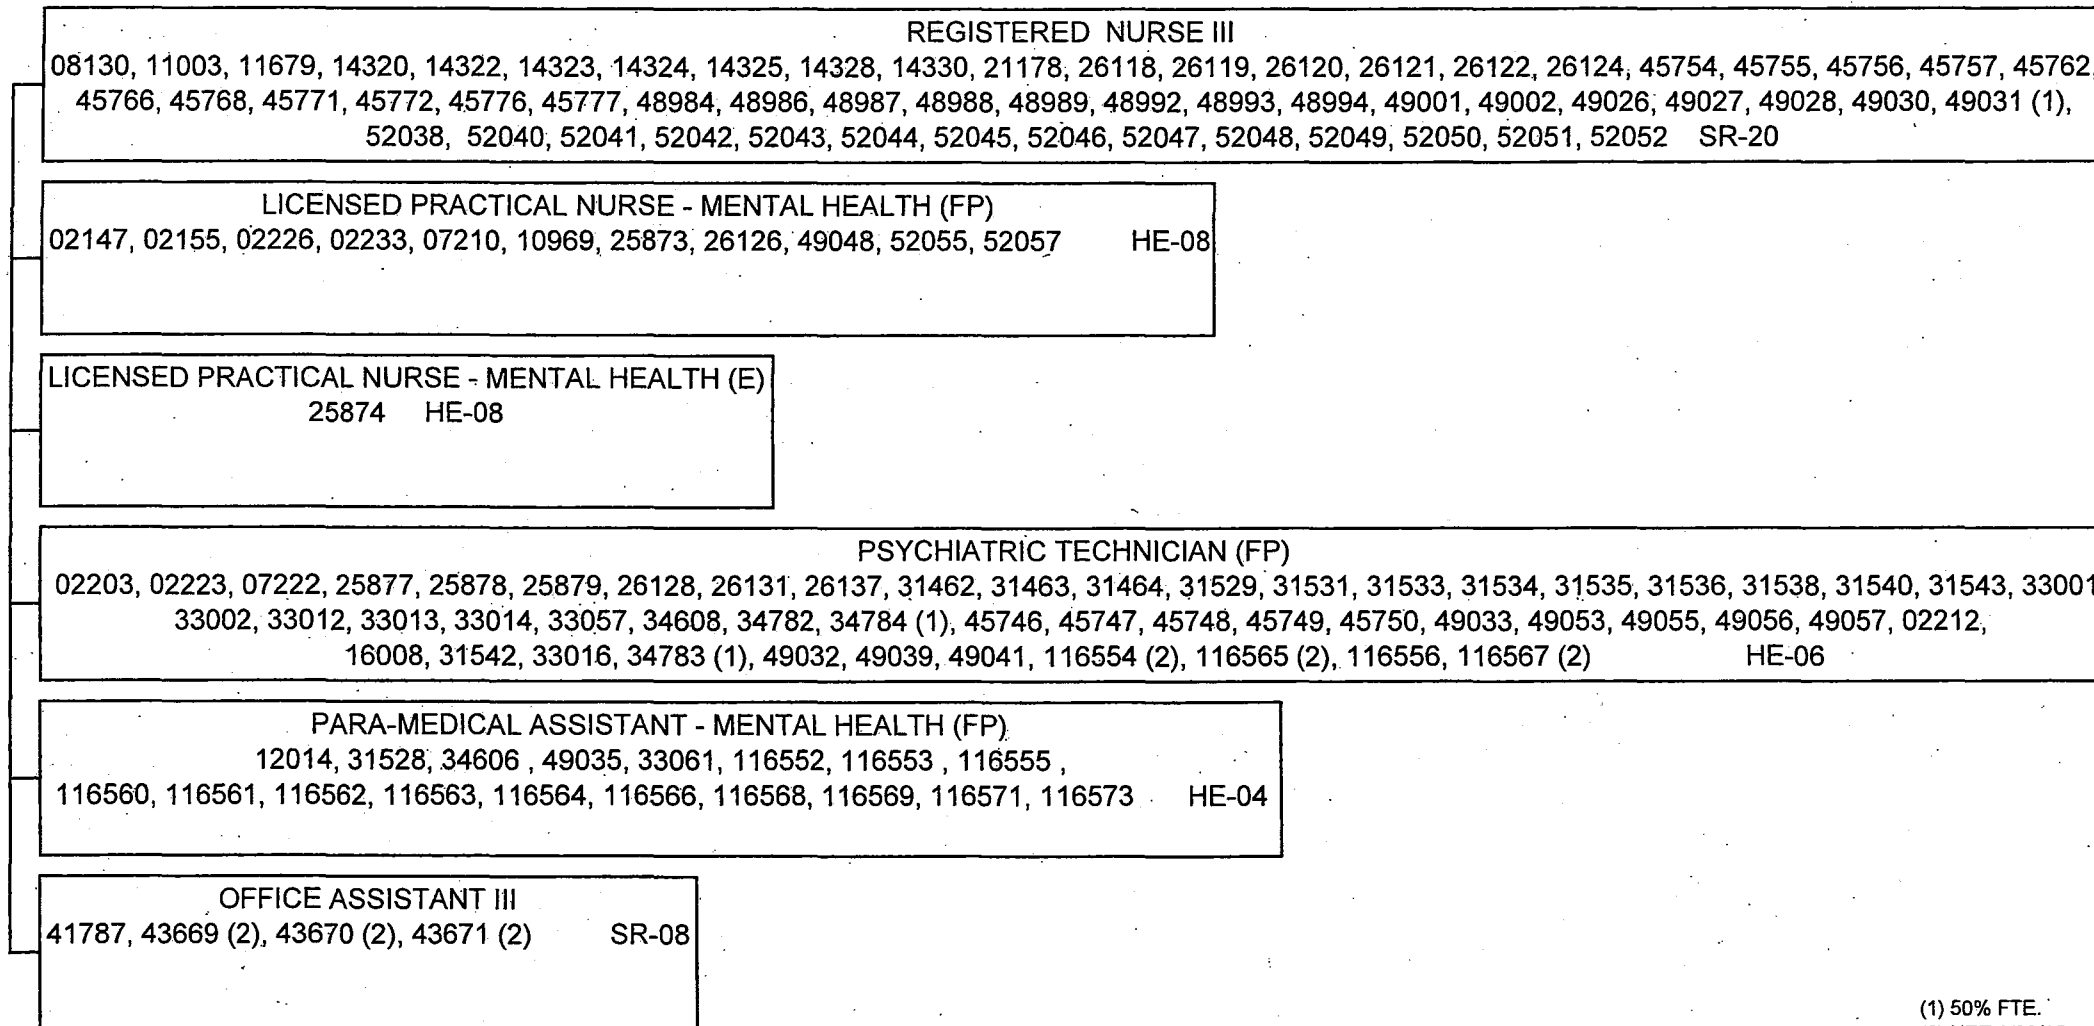 REGISTERED NURSE III
08130, 11003, 11679, 14320, 14322, 14323, 14324, 14325, 14328, 14330, 21178, 26118, 26119, 26120, 26121, 26122, 26124, 45754, 45755, 45756, 45757, 45762,
45766, 45768, 45771, 45772, 45776, 45777, 48984, 48986, 48987, 48988, 48989, 48992, 48993, 48994, 49001, 49002, 49026, 49027, 49028, 49030, 49031 (1),
52038, 52040, 52041, 52042, 52043, 52044, 52045, 52046, 52047, 52048, 52049, 52050, 52051, 52052 SR-20
LICENSED PRACTICAL NURSE - MENTAL HEALTH (FP)
02147, 02155, 02226, 02233, 07210, 10969, 25873, 26126, 49048, 52055, 52057 HE-08
LICENSED PRACTICAL NURSE - MENTAL HEALTH (E)
25874 HE-08
PSYCHIATRIC TECHNICIAN (FP)
02203, 02223, 07222, 25877, 25878, 25879, 26128, 26131, 26137, 31462, 31463, 31464, 31529, 31531, 31533, 31534, 31535, 31536, 31538, 31540, 31543, 33001
33002, 33012, 33013, 33014, 33057, 34608, 34782, 34784 (1), 45746, 45747, 45748, 45749, 45750, 49033, 49053, 49055, 49056, 49057, 02212,
16008, 31542, 33016, 34783 (1), 49032, 49039, 49041, 116554 (2), 116565 (2), 116556, 116567 (2) HE-06
PARA-MEDICAL ASSISTANT - MENTAL HEALTH (FP)
12014, 31528, 34606 , 49035, 33061, 116552, 116553 , 116555 ,
116560, 116561, 116562, 116563, 116564, 116566, 116568, 116569, 116571, 116573 HE-04
OFFICE ASSISTANT III
41787, 43669 (2), 43670 (2), 43671 (2) SR-08
(1) 50% FTE.